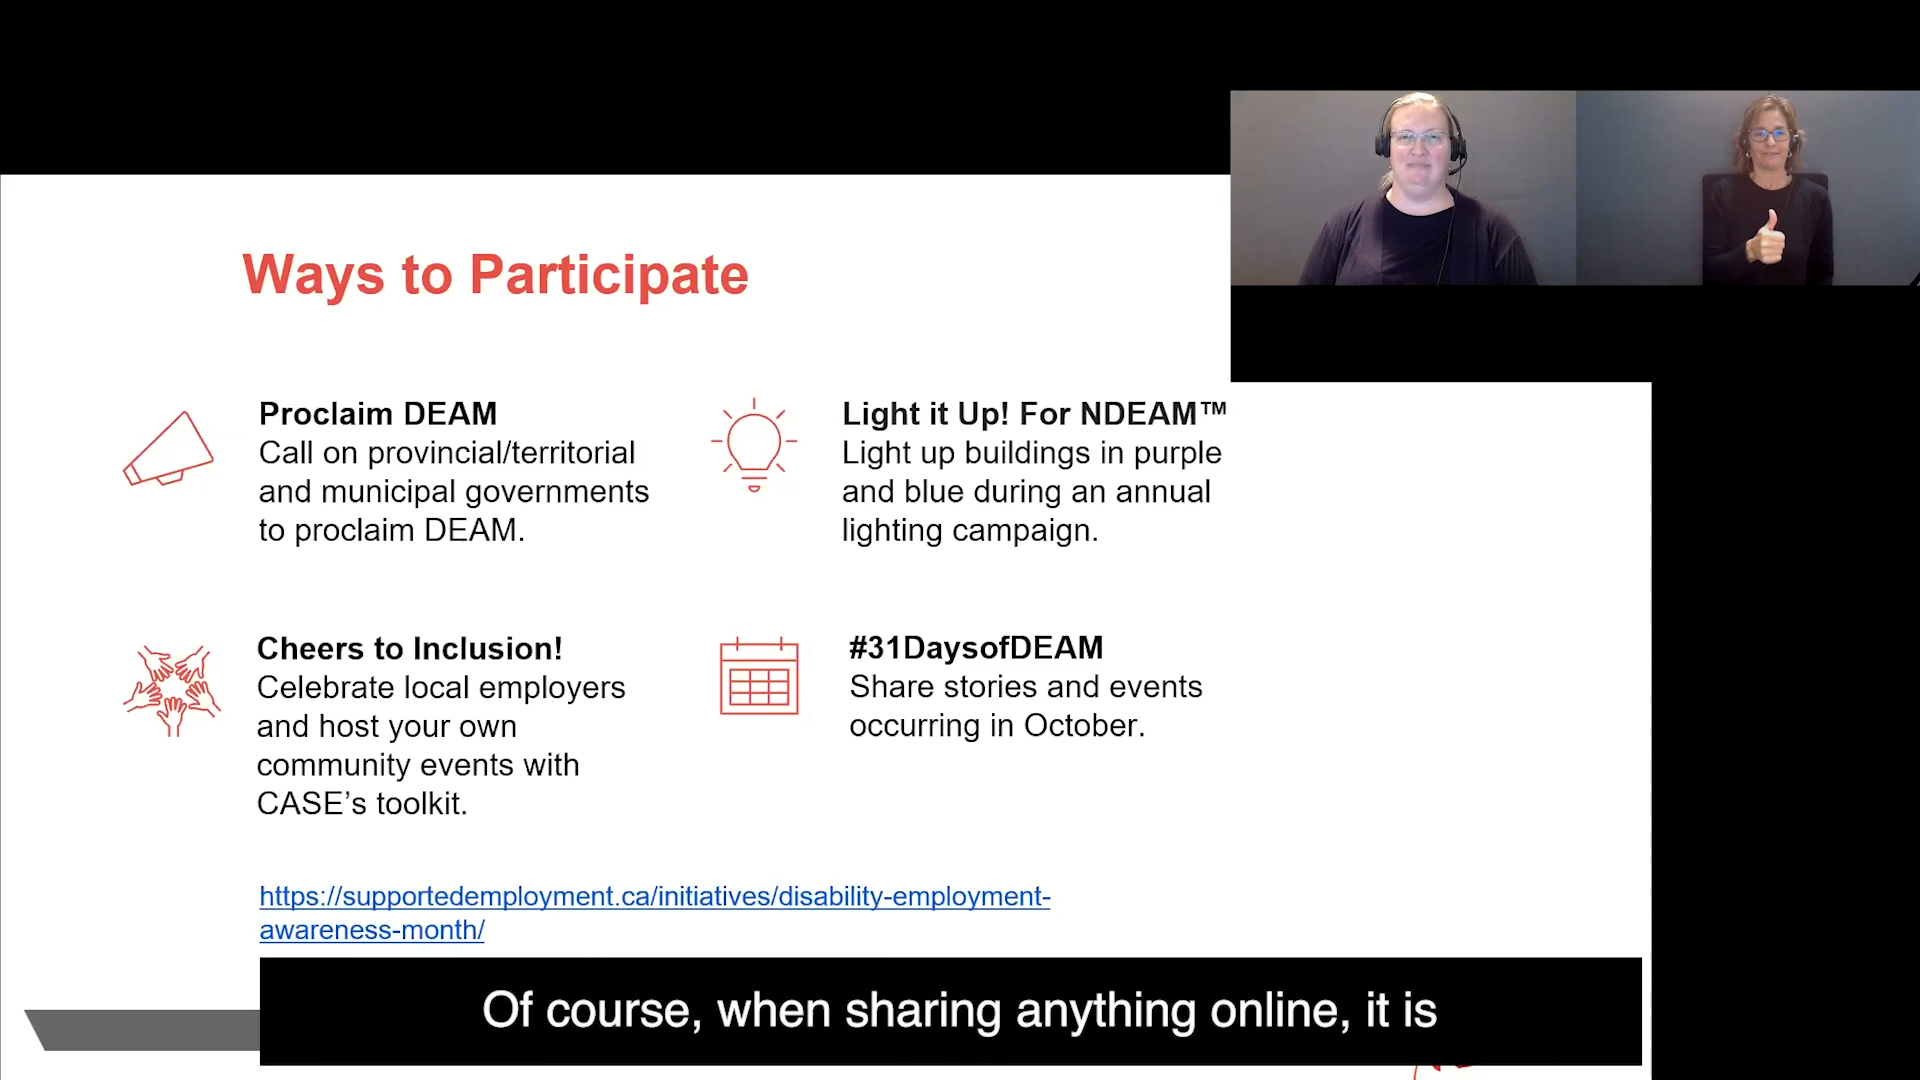 Ways to Participate
Proclaim DEAM
Call on provincial/territorial
and municipal governments
to proclaim DEAM.
Light it Up! For NDEAM™
Light up buildings in purple
and blue during an annual
lighting campaign.
Cheers to Inclusion!
Celebrate local employers
and host your own
community events with
CASE’s toolkit.
#31DaysofDEAM
Share stories and events
occurring in October.
https://supportedemployment.ca/initiatives/disability-employment-
awareness-month/
Of course, when sharing anything online, it is